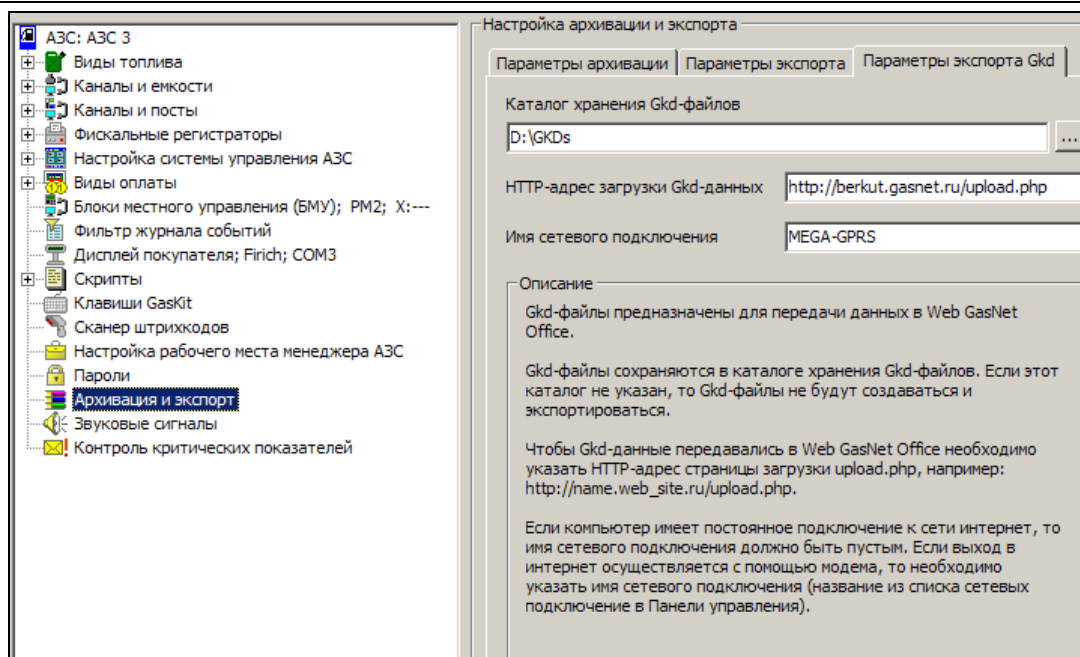 АЗС: АЗС 3
Виды топлива
Каналы и емкости
Каналы и посты
Фискальные регистраторы
Настройка системы управления АЗС
Виды оплаты
Блоки местного управления (БМУ); PM2; X:---
Фильтр журнала событий
Дисплей покупателя; Firich; COM3
Скрипты
Клавиши GasKit
Сканер штрихкодов
Настройка рабочего места менеджера АЗС
Пароли
Архивация и экспорт
Звуковые сигналы
Контроль критических показателей
Настройка архивации и экспорта
Параметры архивации Параметры экспорта Параметры экспорта Gkd
Каталог хранения Gkd-файлов
D:\GKDs
...
HTTP-адрес загрузки Gkd-данных http://berkut.gasnet.ru/upload.php
Имя сетевого подключения MEGA-GPRS
Описание
Gkd-файлы предназначены для передачи данных в Web GasNet
Office.
Gkd-файлы сохраняются в каталоге хранения Gkd-файлов. Если этот
каталог не указан, то Gkd-файлы не будут создаваться и
экспортироваться.
Чтобы Gkd-данные передавались в Web GasNet Office необходимо
указать HTTP-адрес страницы загрузки upload.php, например:
http://name.web_site.ru/upload.php.
Если компьютер имеет постоянное подключение к сети интернет, то
имя сетевого подключения должно быть пустым. Если выход в
интернет осуществляется с помощью модема, то необходимо
указать имя сетевого подключения (название из списка сетевых
подключение в Панели управления).